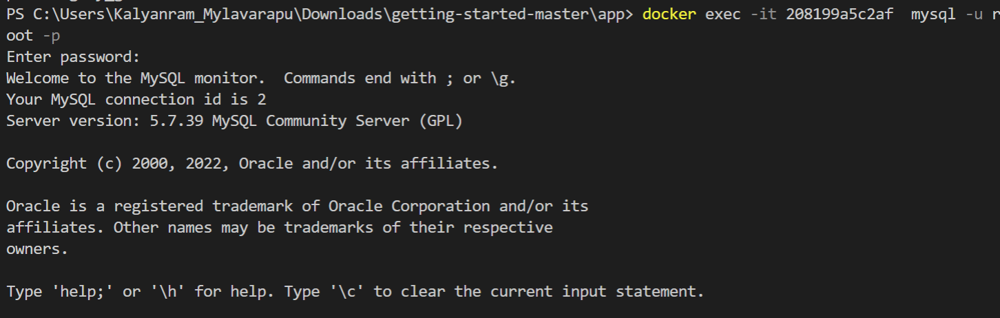 PS C:\Users\Kalyanram_Mylavarapu\Downloads\getting-started-master\app> docker exec -it 208199a5c2af  mysql -u r
oot -p
Enter password:
Welcome to the MySQL monitor.  Commands end with ; or \g.
Your MySQL connection id is 2
Server version: 5.7.39 MySQL Community Server (GPL)

Copyright (c) 2000, 2022, Oracle and/or its affiliates.

Oracle is a registered trademark of Oracle Corporation and/or its
affiliates. Other names may be trademarks of their respective
owners.

Type 'help;' or '\h' for help. Type '\c' to clear the current input statement.